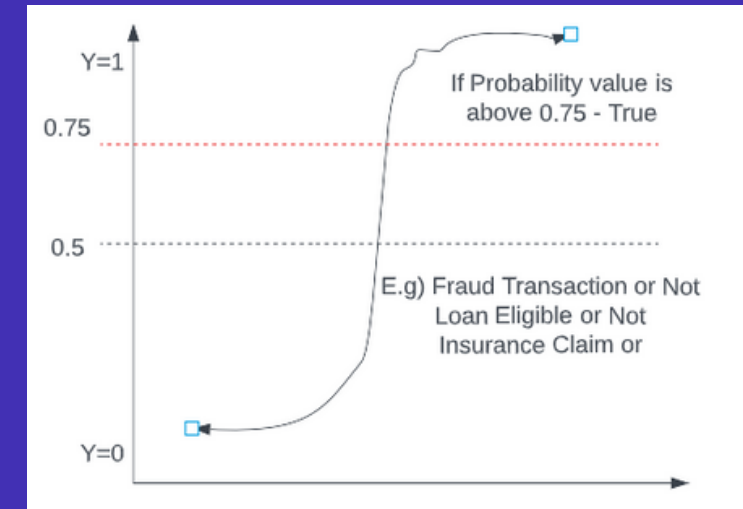 Y=1
If Probability value is
above 0.75 - True
0.75
0.5
E.g) Fraud Transaction or Not
Loan Eligible or Not
Insurance Claim or
Y=0